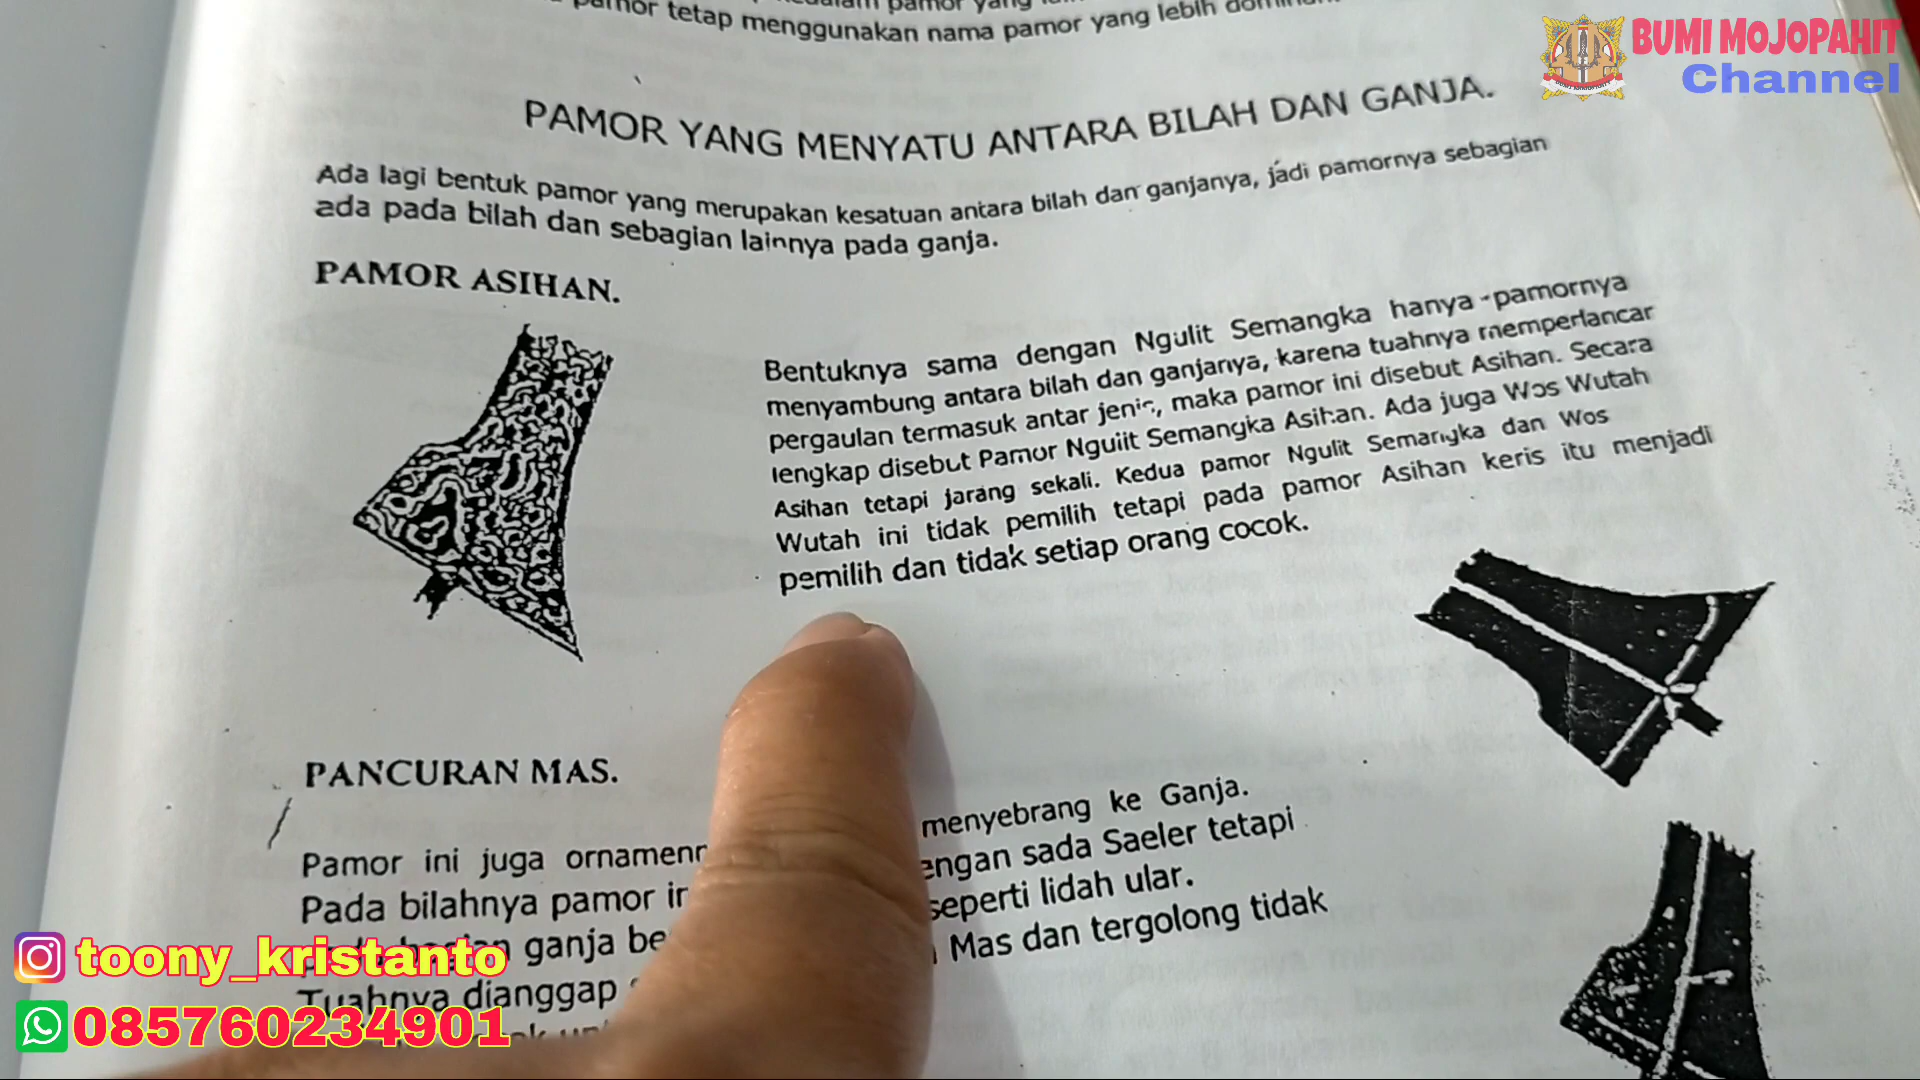 pamor tetap menggunakan nama pamor yang lebih
BUMI MOJOPAHIT
Channel
PAMOR YANG MENYATU ANTARA BILAH DAN GANJA.
Ada lagi bentuk pamor yang merupakan kesatuan antara bilah dan ganjanya, jadi pamornya sebagian
ada pada bilah dan sebagian lainnya pada ganja.
PAMOR ASIHAN.
Bentuknya sama dengan Ngulit Semangka hanya pamornya
menyambung antara bilah dan ganjanya, karena tuahnya memperlancar
pergaulan termasuk antar jenis, maka pamor ini disebut Asihan. Secara
lengkap disebut Pamor Nguiit Semangka Asihan. Ada juga Wos Wutah
Asihan tetapi jarang sekali. Kedua pamor Ngulit Semangka dan Wos
Wutah ini tidak pemilih tetapi pada pamor Asihan keris itu menjadi
pemilih dan tidak setiap orang cocok.
PANCURAN MAS.
Pamor ini juga menyebrang ke Ganja.
Pada bilahnya pamor sada Saeler tetapi
ganja seperti lidah ular.
Tuahnya dianggap Mas dan tergolong tidak
toony_kristanto
085760234901